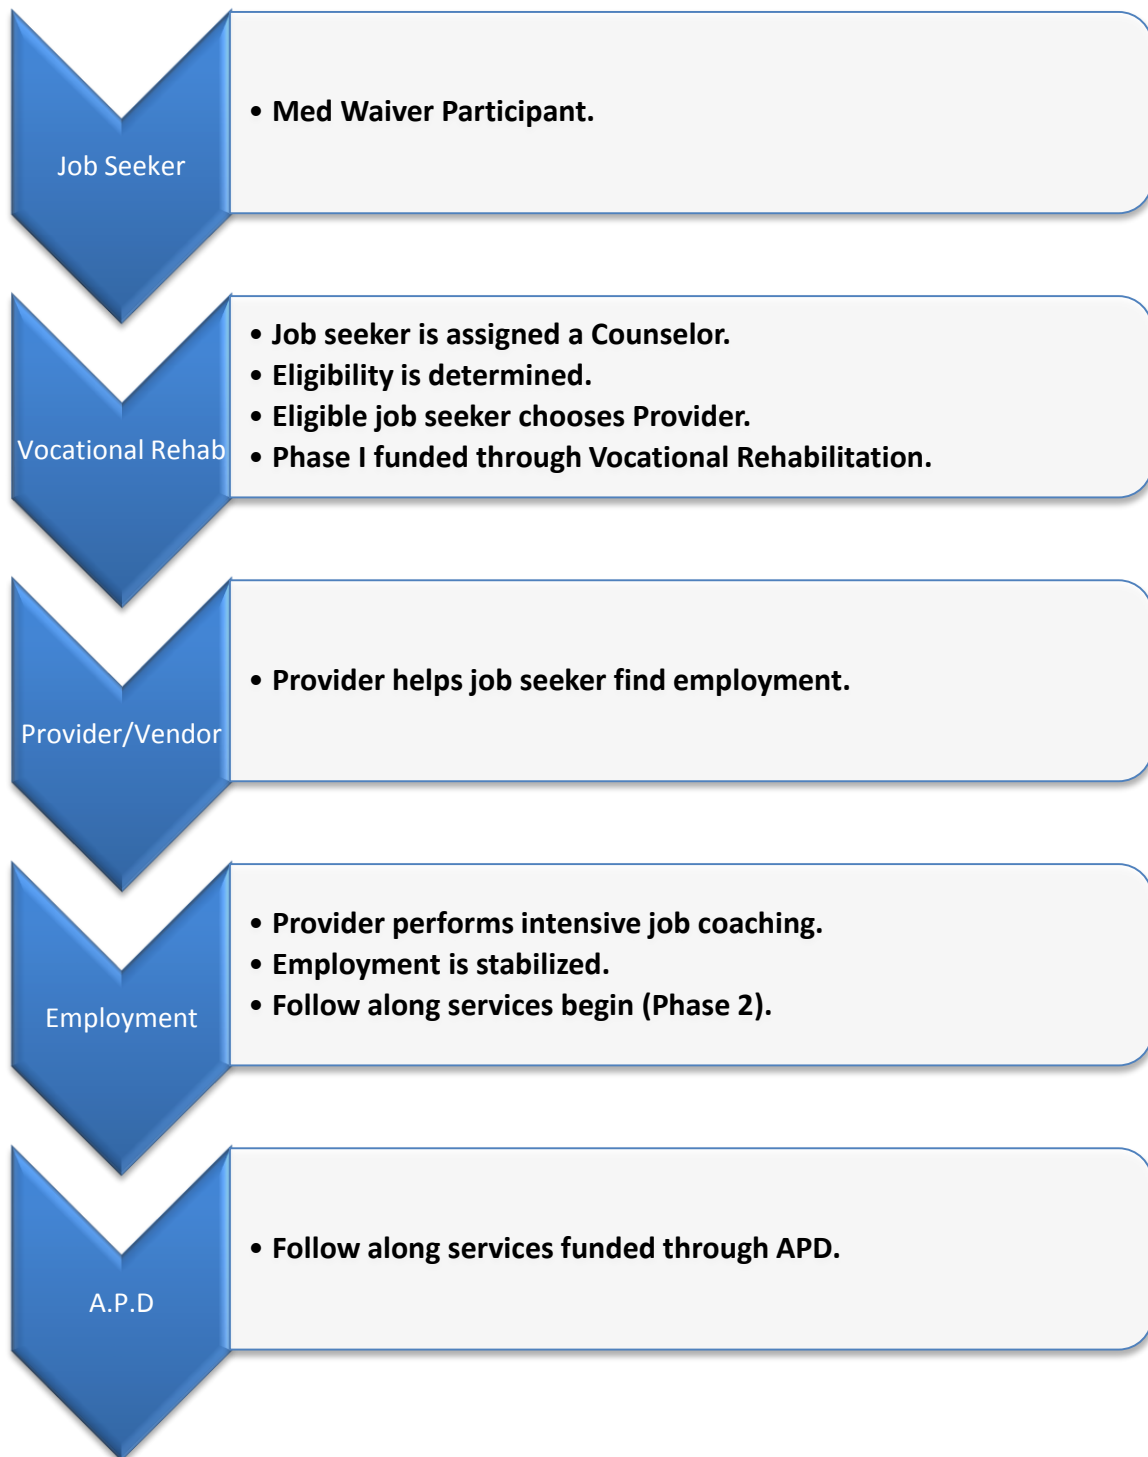 Job Seeker
• Med Waiver Participant.
Vocational Rehab
• Job seeker is assigned a Counselor.
• Eligibility is determined.
• Eligible job seeker chooses Provider.
• Phase I funded through Vocational Rehabilitation.
Provider/Vendor
• Provider helps job seeker find employment.
Employment
• Provider performs intensive job coaching.
• Employment is stabilized.
• Follow along services begin (Phase 2).
A.P.D
• Follow along services funded through APD.